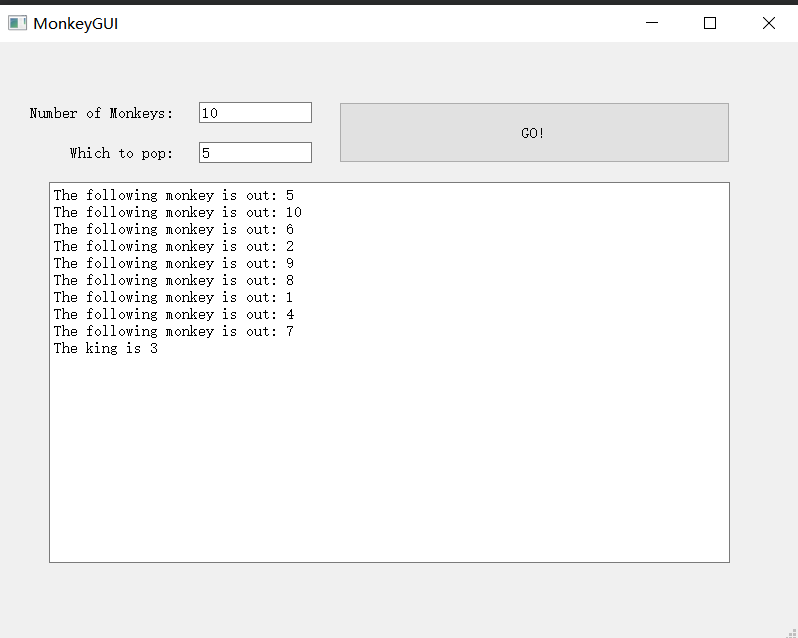 MonkeyGUI
Number of Monkeys: 10
GO!
Which to pop: 5
The following monkey is out: 5
The following monkey is out: 10
The following monkey is out: 6
The following monkey is out: 2
The following monkey is out: 9
The following monkey is out: 8
The following monkey is out: 1
The following monkey is out: 4
The following monkey is out: 7
The king is 3